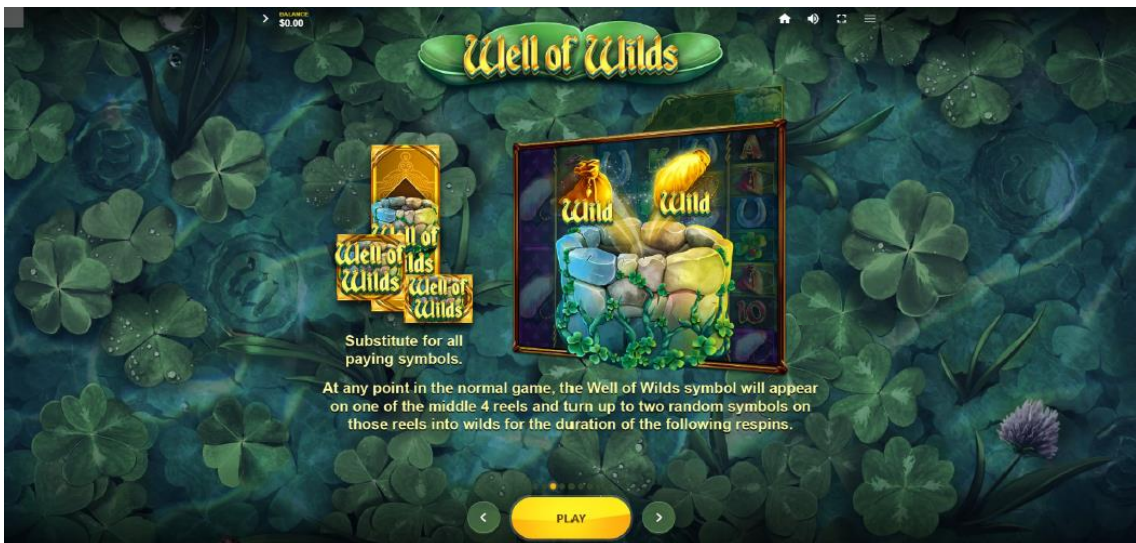 BALANCE
$0.00
Well of Wilds
Wild
Wild
Well of
Wilds
Well of
Wilds
Well of
Wilds
K
A
10
Substitute for all
paying symbols.
At any point in the normal game, the Well of Wilds symbol will appear
on one of the middle 4 reels and turn up to two random symbols on
those reels into wilds for the duration of the following respins.
PLAY